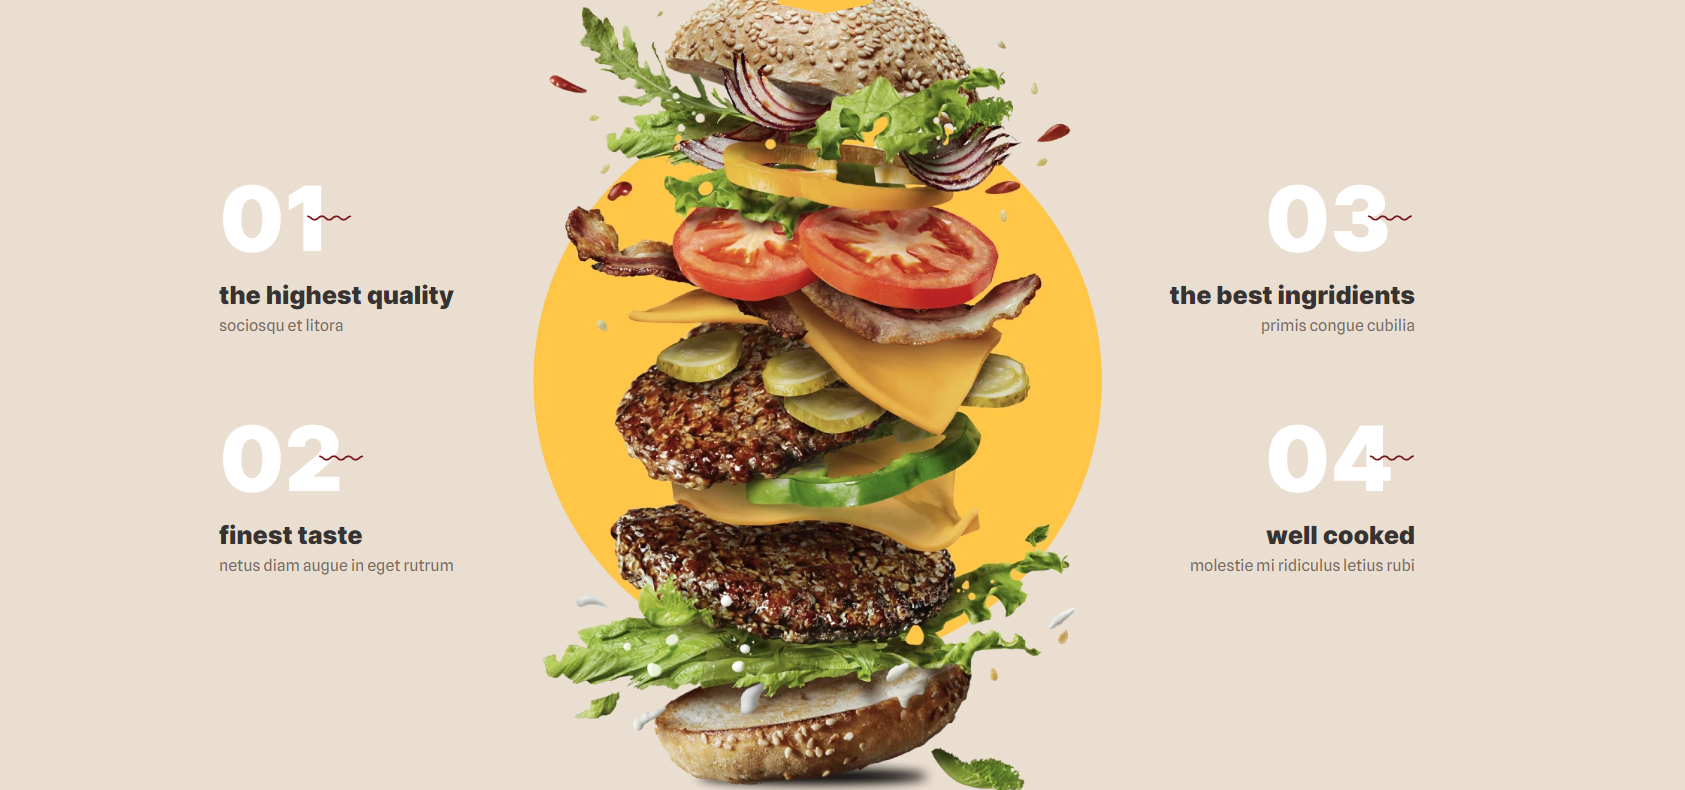 01
the highest quality
sociosqu et litora
02
finest taste
netus diam augue in eget rutrum
03
the best ingridients
primis congue cubilia
04
well cooked
molestie mi ridiculus letius rubi